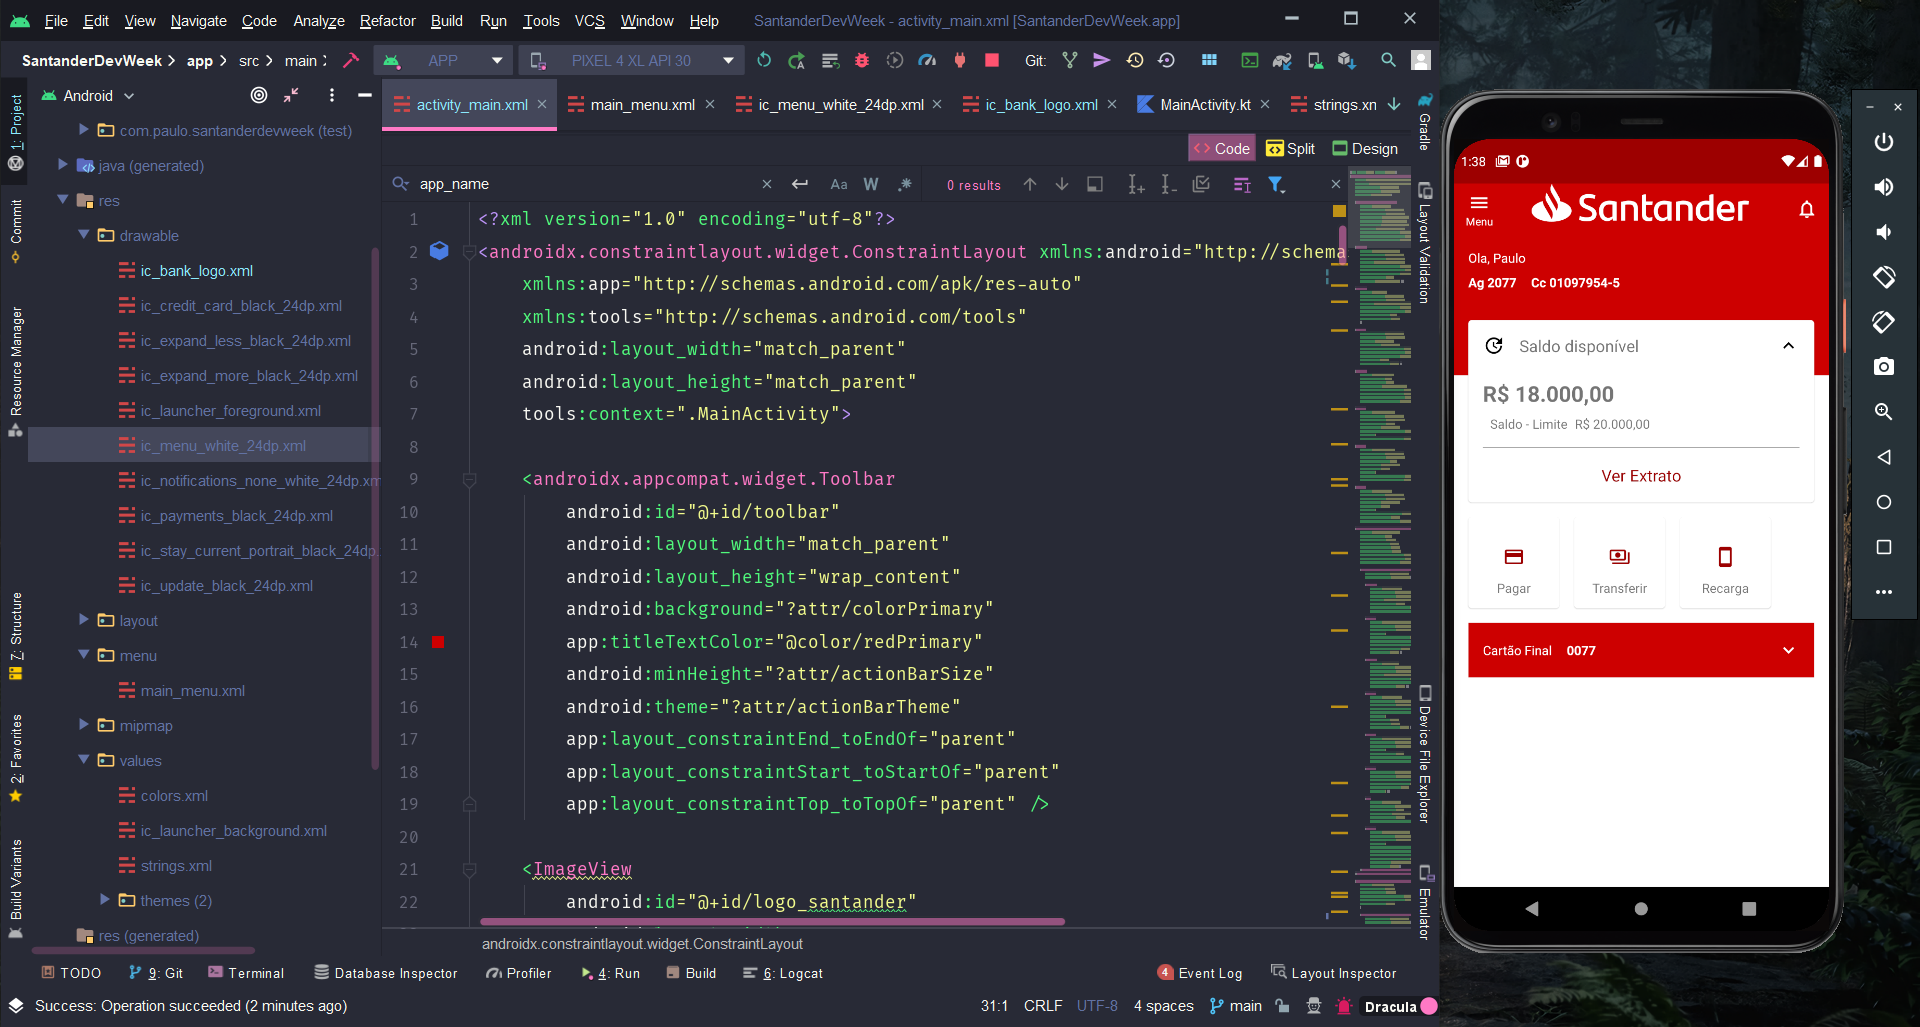 File Edit View Navigate Code Analyze Refactor Build Run Tools VCS Window Help SantanderDevWeek - activity_main.xml [SantanderDevWeek.app]
SantanderDevWeek app src main APP PIXEL 4 XL API 30 Git:
Android
activity_main.xml main_menu.xml ic_menu_white_24dp.xml ic_bank_logo.xml MainActivity.kt strings.xn
Code Split Design
app_name Aa W 0 results
1: Project
Commit
Resource Manager
7: Structure
2: Favorites
Build Variants
com.paulo.santanderdevweek (test)
java (generated)
res
drawable
ic_bank_logo.xml
ic_credit_card_black_24dp.xml
ic_expand_less_black_24dp.xml
ic_expand_more_black_24dp.xml
ic_launcher_foreground.xml
ic_menu_white_24dp.xml
ic_notifications_none_white_24dp.xm
ic_payments_black_24dp.xml
ic_stay_current_portrait_black_24dp.
ic_update_black_24dp.xml
layout
menu
main_menu.xml
mipmap
values
colors.xml
ic_launcher_background.xml
strings.xml
themes (2)
res (generated)
1 <?xml version="1.0" encoding="utf-8"?>
2 <androidx.constraintlayout.widget.ConstraintLayout xmlns:android="http://schema
3 xmlns:app="http://schemas.android.com/apk/res-auto"
4 xmlns:tools="http://schemas.android.com/tools"
5 android:layout_width="match_parent"
6 android:layout_height="match_parent"
7 tools:context=".MainActivity">
8
9 <androidx.appcompat.widget.Toolbar
10 android:id="@+id/toolbar"
11 android:layout_width="match_parent"
12 android:layout_height="wrap_content"
13 android:background="?attr/colorPrimary"
14 app:titleTextColor="@color/redPrimary"
15 android:minHeight="?attr/actionBarSize"
16 android:theme="?attr/actionBarTheme"
17 app:layout_constraintEnd_toEndOf="parent"
18 app:layout_constraintStart_toStartOf="parent"
19 app:layout_constraintTop_toTopOf="parent" />
20
21 <ImageView
22 android:id="@+id/logo_santander"
androidx.constraintlayout.widget.ConstraintLayout
Gradle
Layout Validation
Device File Explorer
Emulator
TODO 9: Git Terminal Database Inspector Profiler 4: Run Build 6: Logcat 4 Event Log Layout Inspector
Success: Operation succeeded (2 minutes ago) 31:1 CRLF UTF-8 4 spaces main Dracula
1:38
Menu
Santander
Ola, Paulo
Ag 2077 Cc 01097954-5
Saldo disponível
R$ 18.000,00
Saldo - Limite R$ 20.000,00
Ver Extrato
Pagar Transferir Recarga
Cartão Final 0077